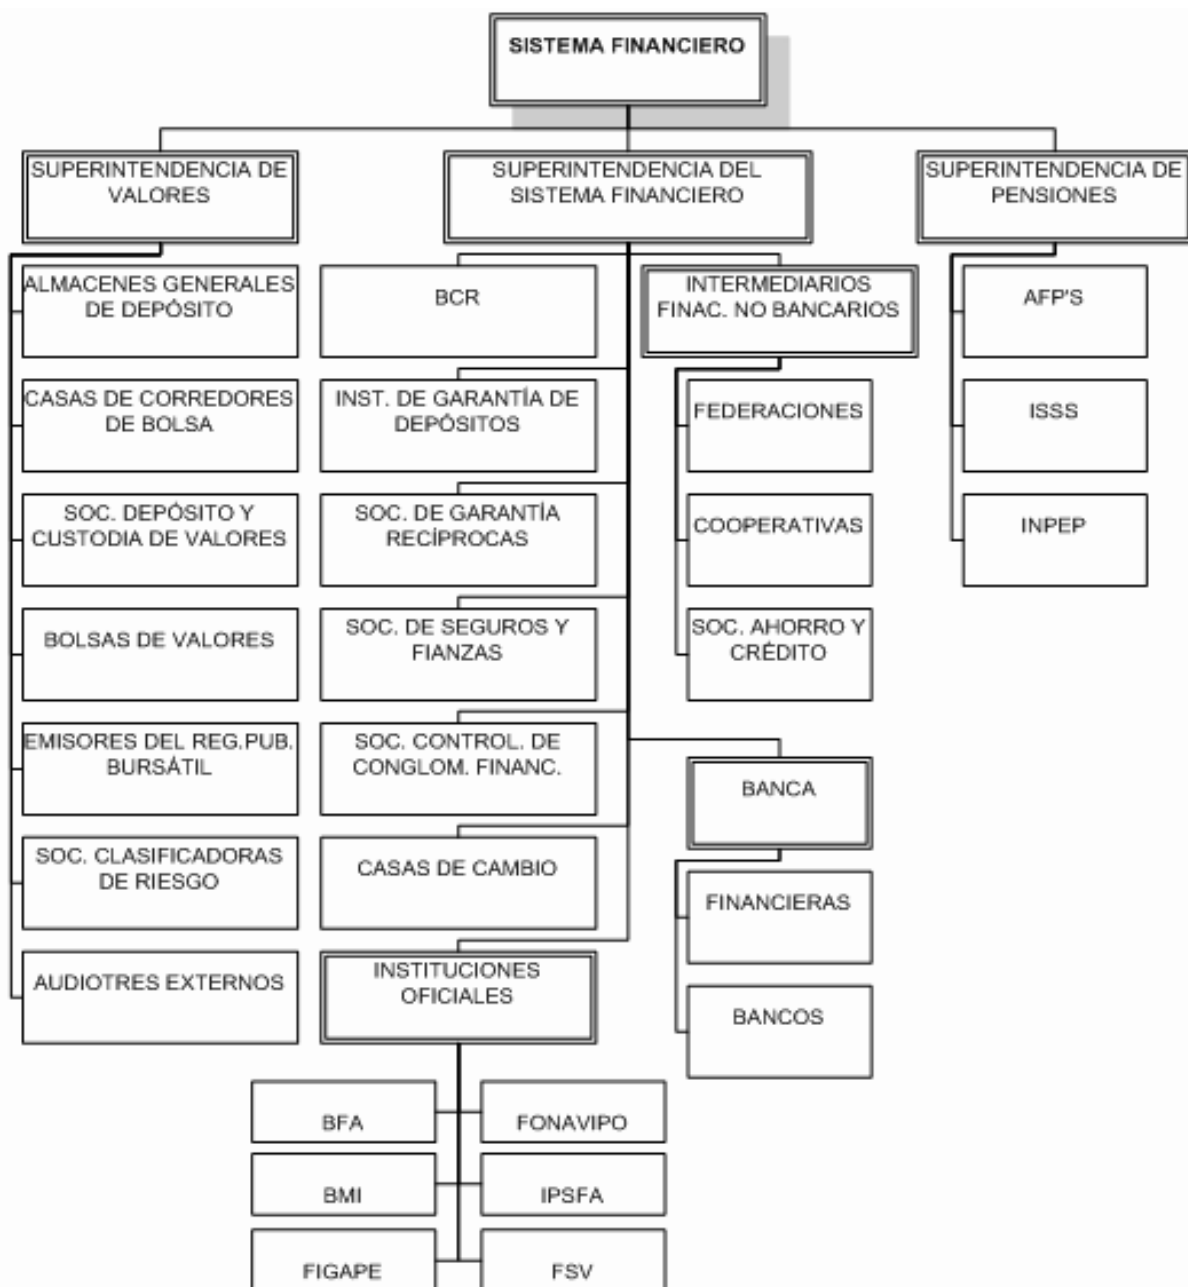 SISTEMA FINANCIERO
SUPERINTENDENCIA DE
VALORES
SUPERINTENDENCIA DEL
SISTEMA FINANCIERO
SUPERINTENDENCIA DE
PENSIONES
ALMACENES GENERALES
DE DEPÓSITO
CASAS DE CORREDORES
DE BOLSA
SOC. DEPÓSITO Y
CUSTODIA DE VALORES
BOLSAS DE VALORES
EMISORES DEL REG.PUB.
BURSÁTIL
SOC. CLASIFICADORAS
DE RIESGO
AUDIOTRES EXTERNOS
BCR
INST. DE GARANTÍA DE
DEPÓSITOS
SOC. DE GARANTÍA
RECÍPROCAS
SOC. DE SEGUROS Y
FIANZAS
SOC. CONTROL. DE
CONGLOM. FINANC.
CASAS DE CAMBIO
INSTITUCIONES
OFICIALES
BFA
FONAVIPO
BMI
IPSFA
FIGAPE
FSV
INTERMEDIARIOS
FINAC. NO BANCARIOS
FEDERACIONES
COOPERATIVAS
SOC. AHORRO Y
CRÉDITO
BANCA
FINANCIERAS
BANCOS
AFP'S
ISSS
INPEP